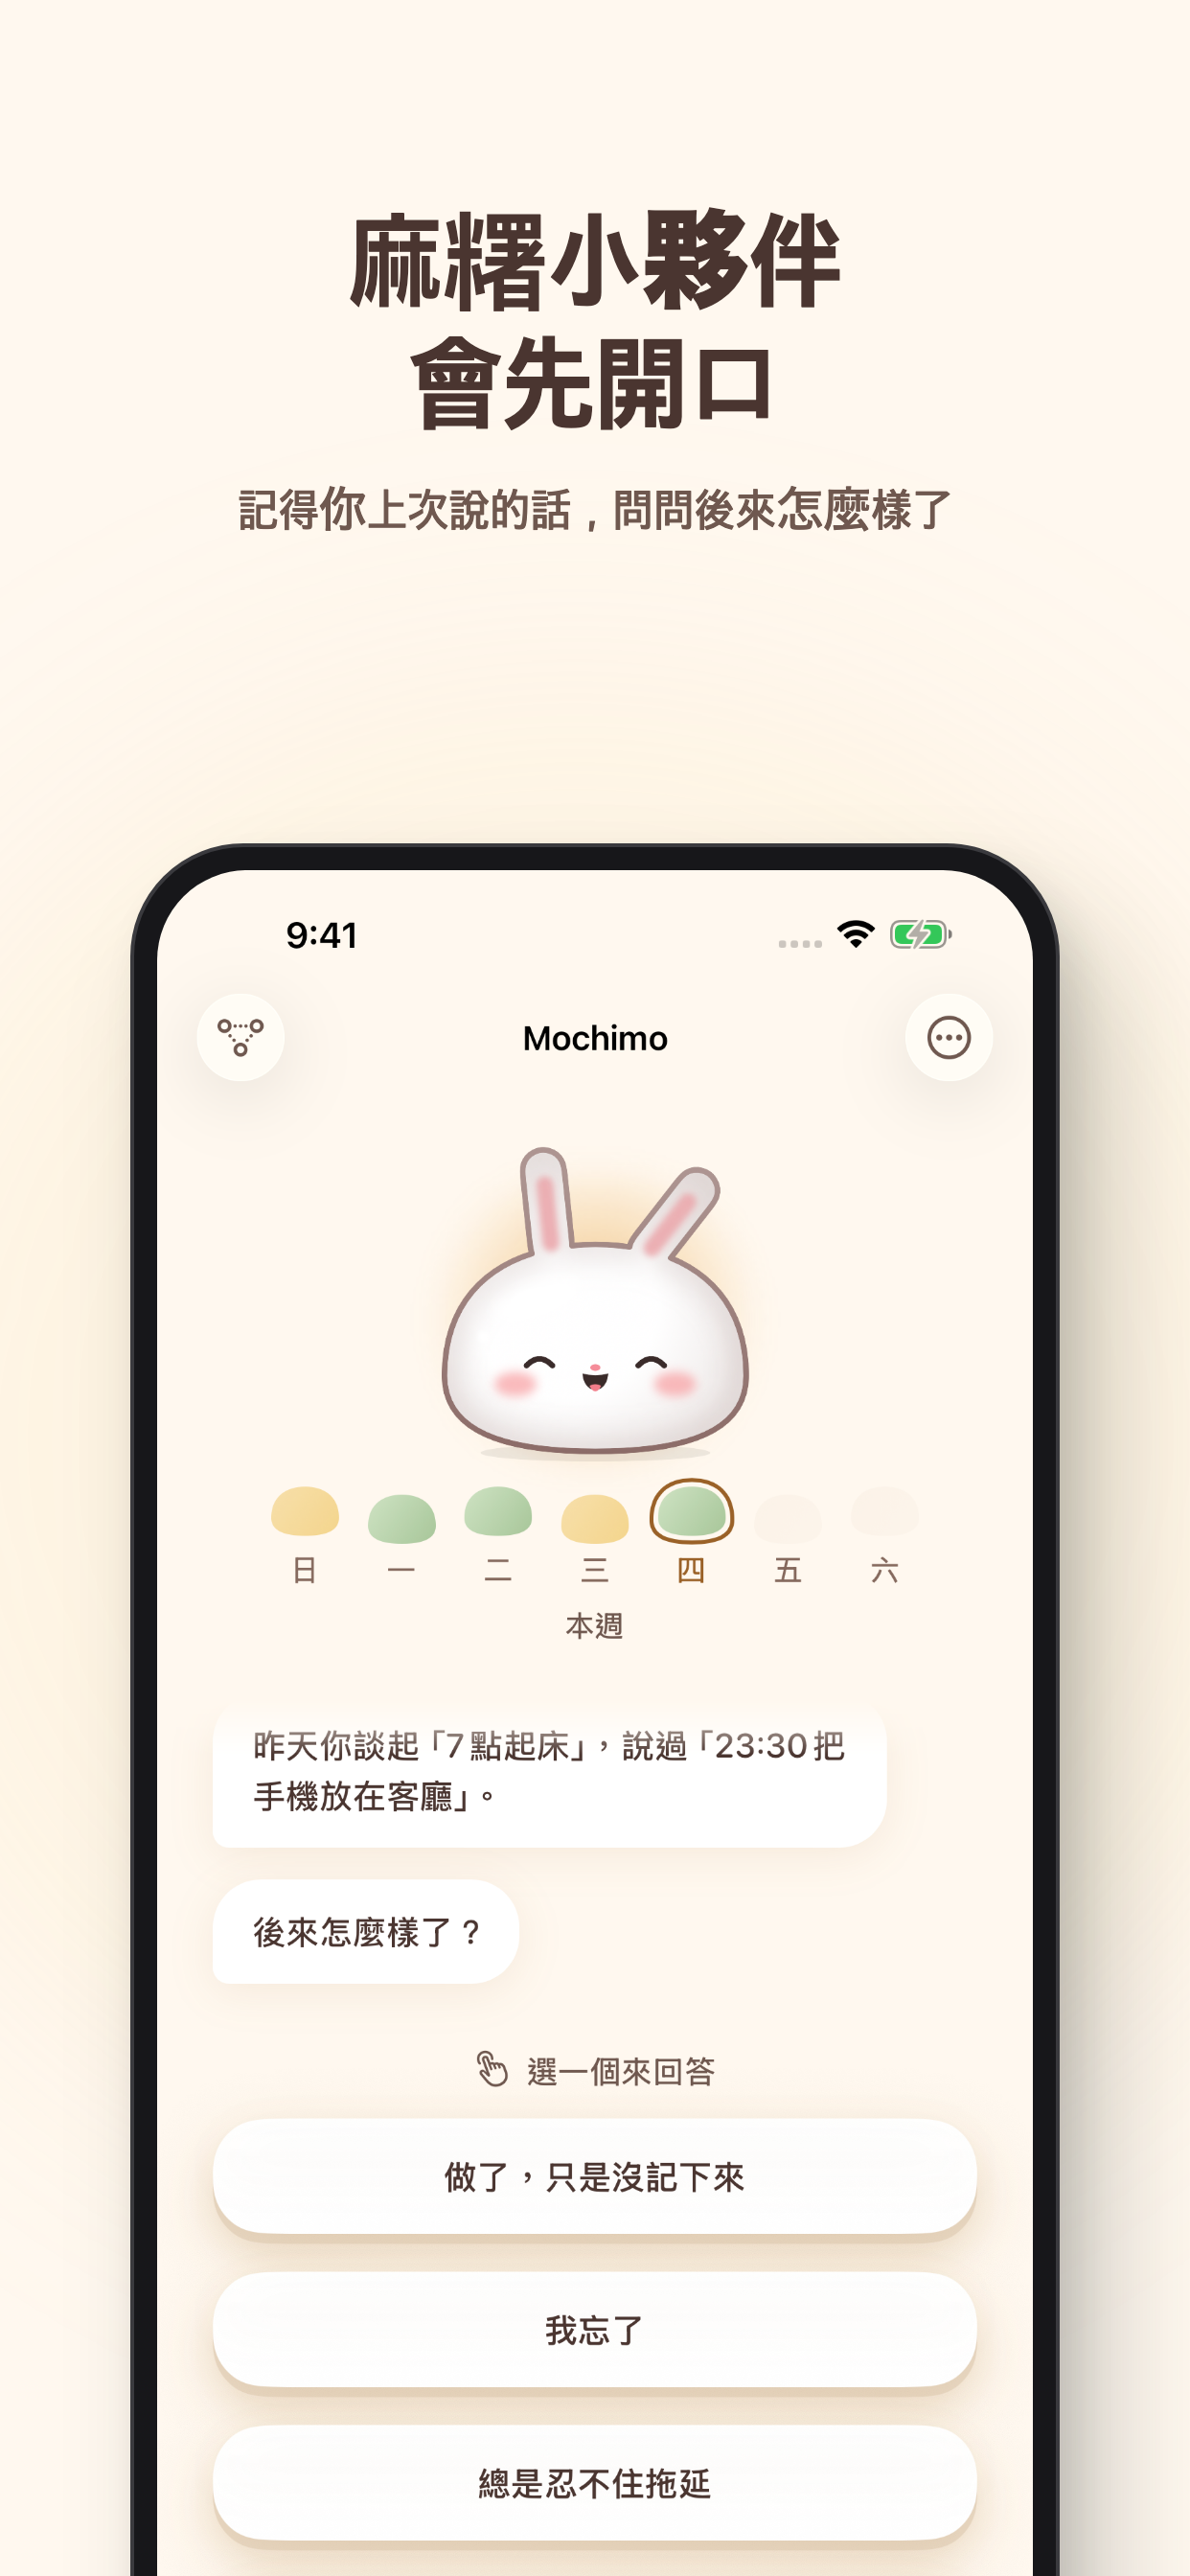 麻糬小夥伴
會先開口
記得你上次說的話，問問後來怎麼樣了
9:41
Mochimo
日 一 二 三 四 五 六
本週
昨天你談起「7 點起床」，說過「23:30 把
手機放在客廳」。
後來怎麼樣了？
選一個來回答
做了，只是沒記下來
我忘了
總是忍不住拖延